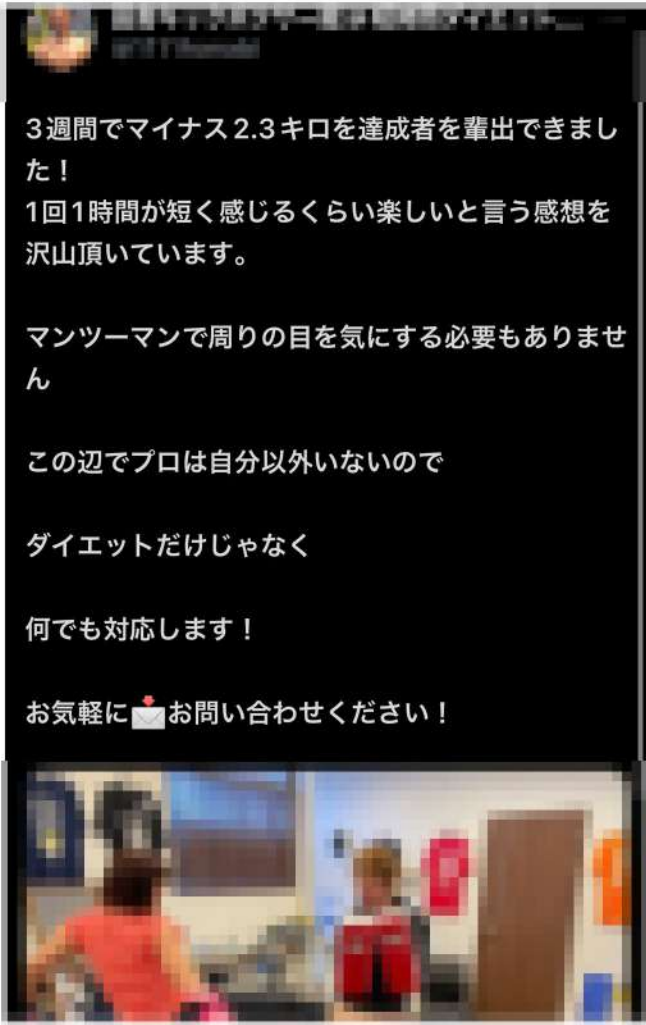 3週間でマイナス2.3キロを達成者を輩出できまし
た！
1回1時間が短く感じるくらい楽しいと言う感想を
沢山頂いています。
マンツーマンで周りの目を気にする必要もありませ
ん
この辺でプロは自分以外いないので
ダイエットだけじゃなく
何でも対応します！
お気軽に📩お問い合わせください！